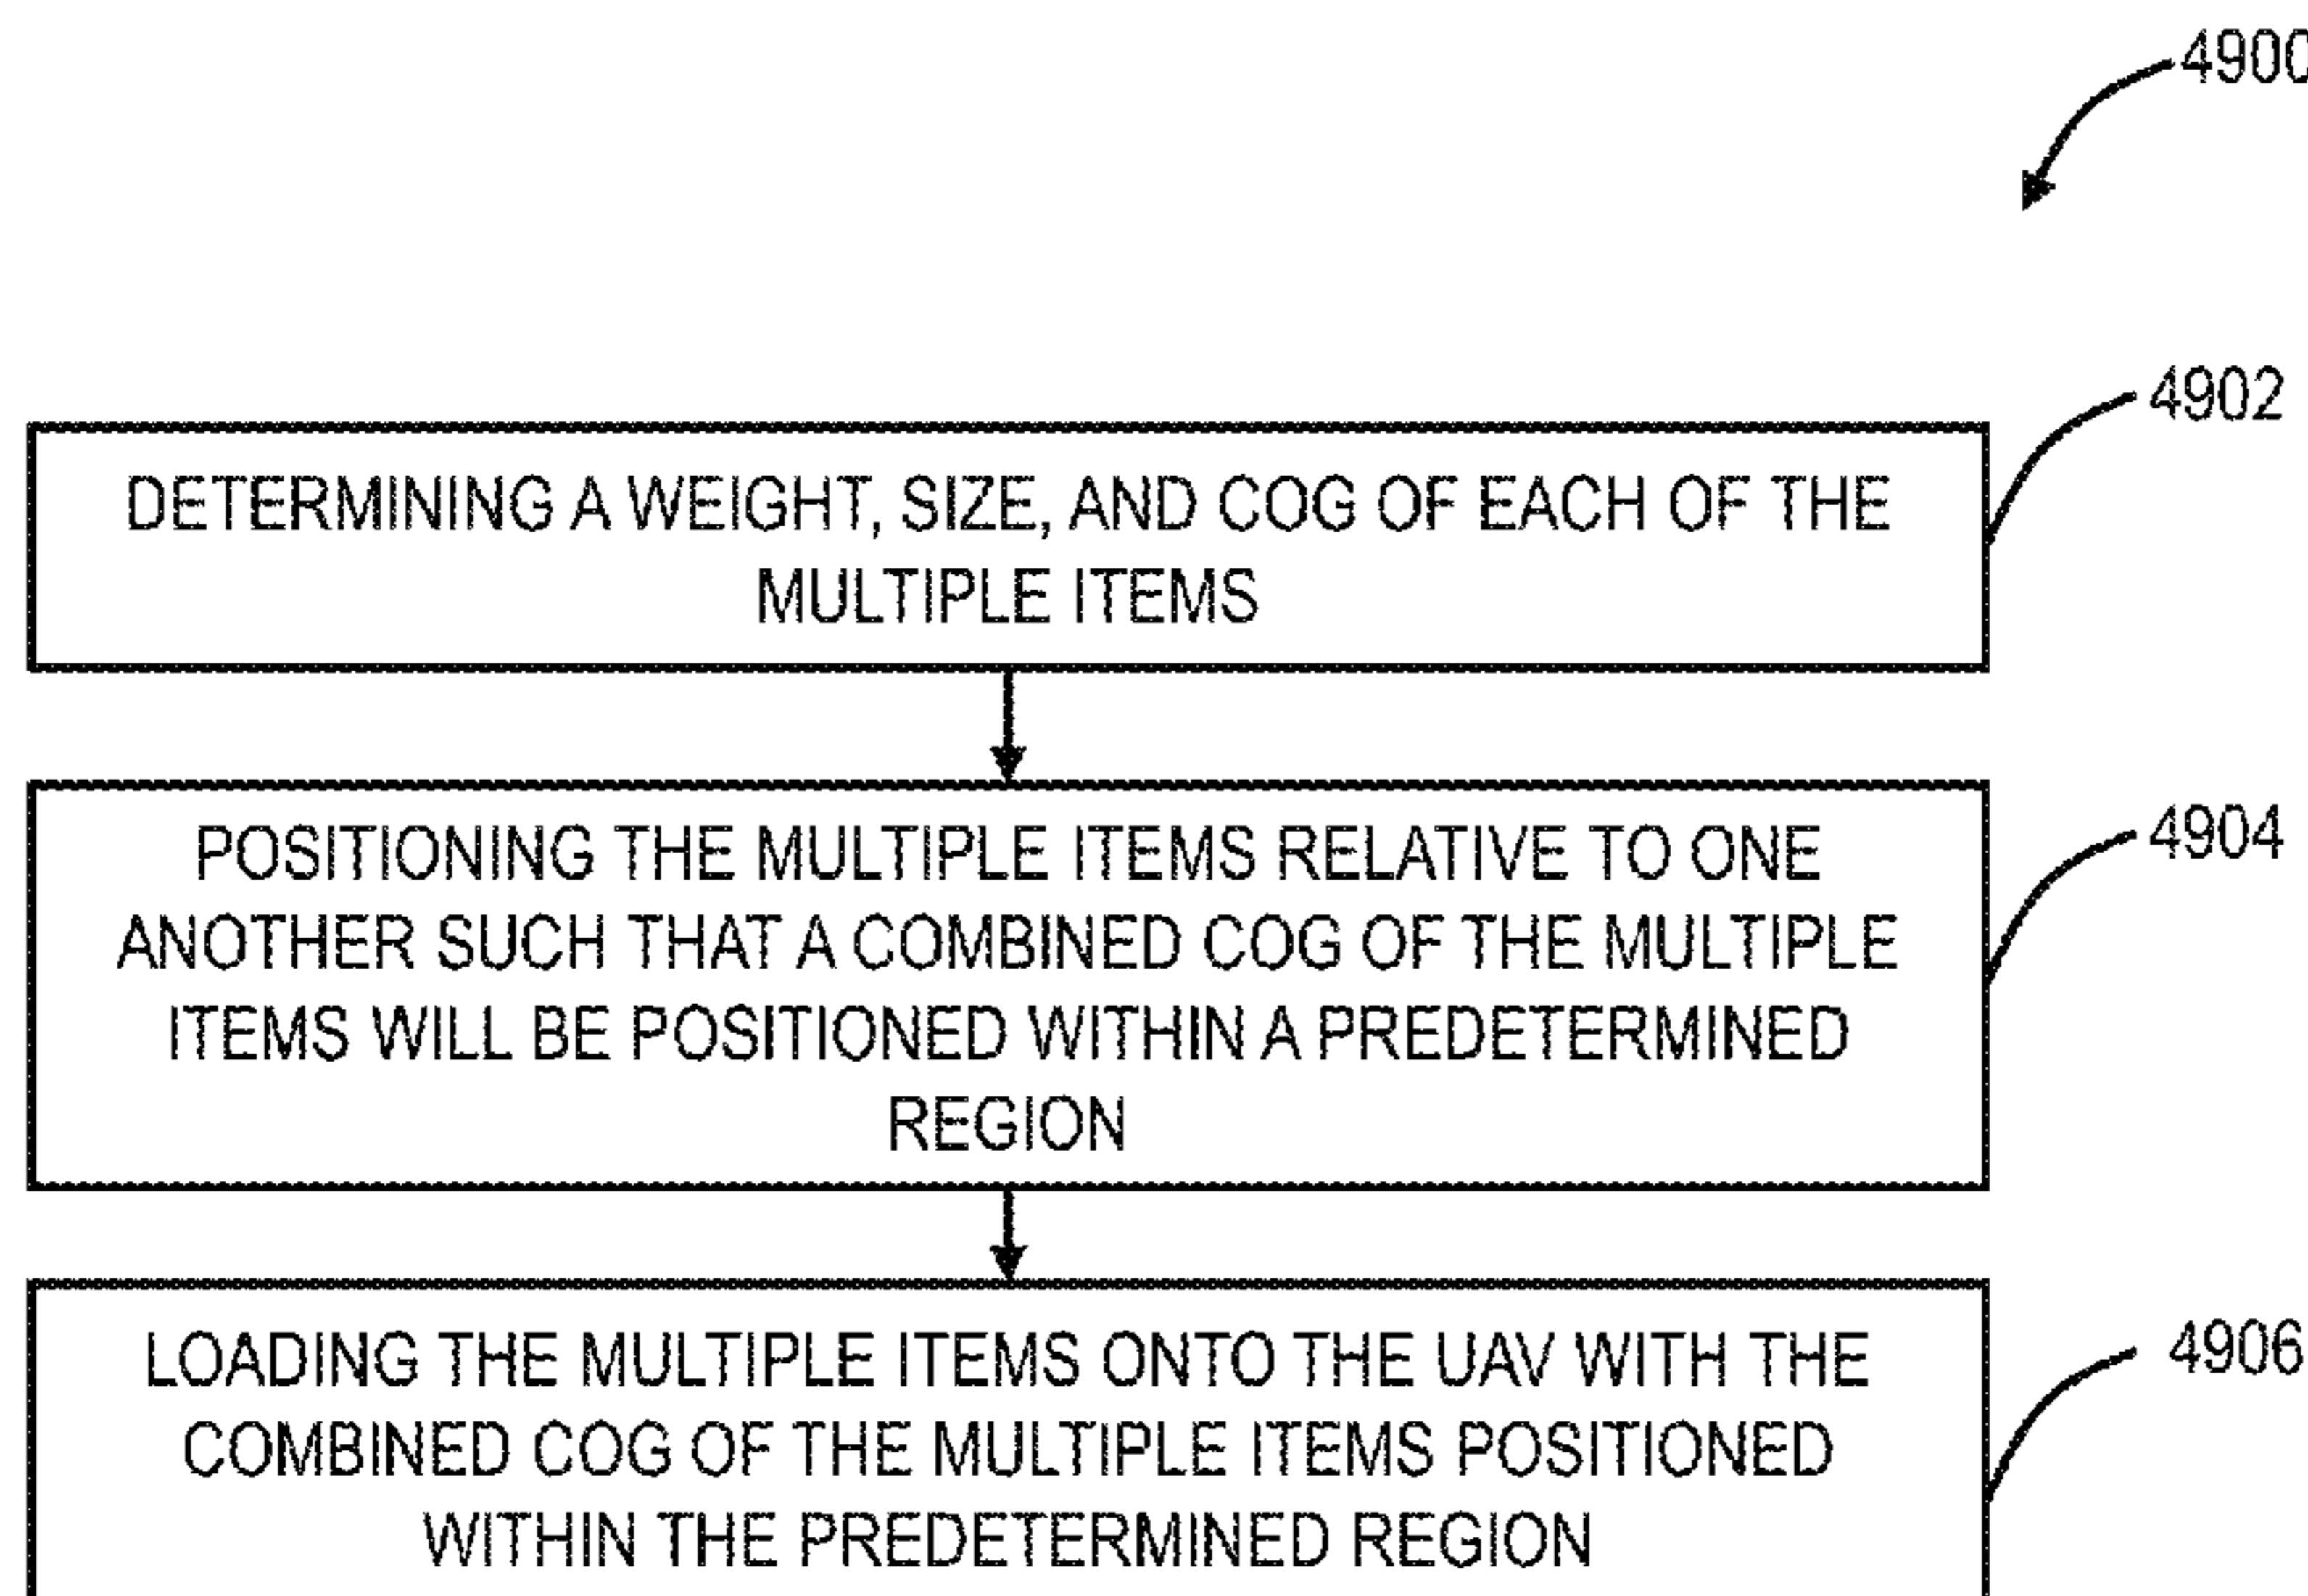 4900
4902
DETERMINING A WEIGHT, SIZE, AND COG OF EACH OF THE
MULTIPLE ITEMS
4904
POSITIONING THE MULTIPLE ITEMS RELATIVE TO ONE
ANOTHER SUCH THAT A COMBINED COG OF THE MULTIPLE
ITEMS WILL BE POSITIONED WITHIN A PREDETERMINED
REGION
4906
LOADING THE MULTIPLE ITEMS ONTO THE UAV WITH THE
COMBINED COG OF THE MULTIPLE ITEMS POSITIONED
WITHIN THE PREDETERMINED REGION